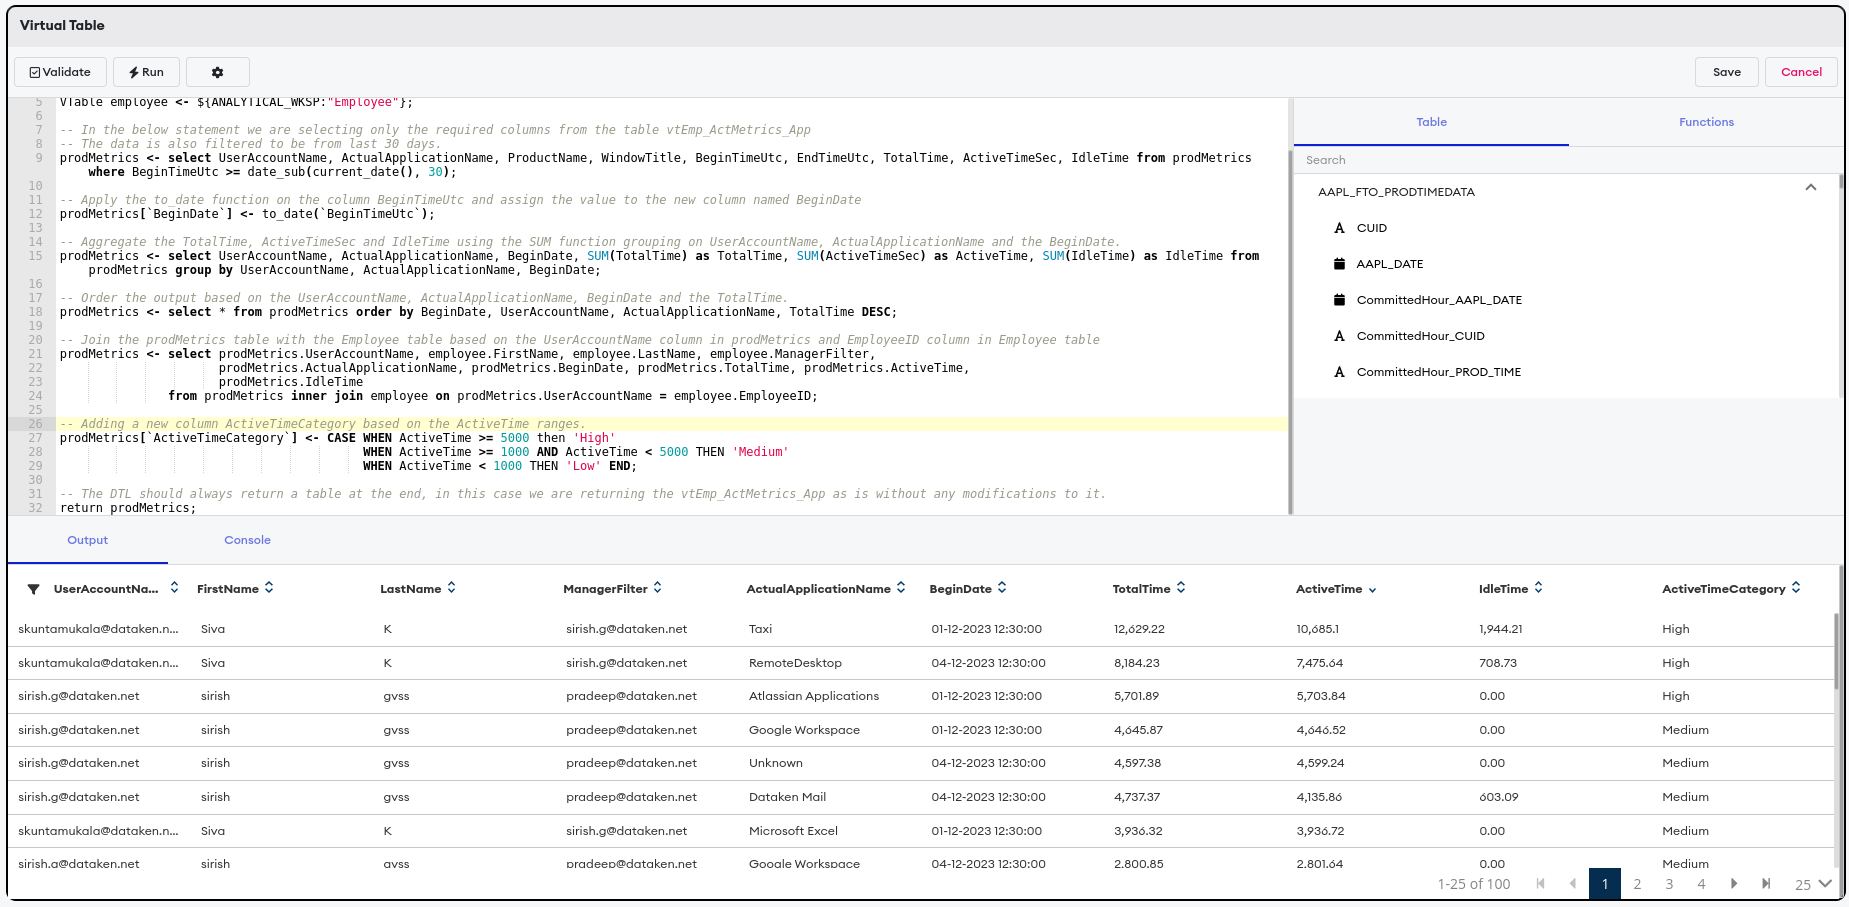 Virtual Table
Validate Run Save Cancel
5 VTable employee <- ${ANALYTICAL_WKSP:"Employee"};
6
7 -- In the below statement we are selecting only the required columns from the table vtEmp_ActMetrics_App
8 -- The data is also filtered to be from last 30 days.
9 prodMetrics <- select UserAccountName, ActualApplicationName, ProductName, WindowTitle, BeginTimeUtc, EndTimeUtc, TotalTime, ActiveTimeSec, IdleTime from prodMetrics
where BeginTimeUtc >= date_sub(current_date(), 30);
10
11 -- Apply the to_date function on the column BeginTimeUtc and assign the value to the new column named BeginDate
12 prodMetrics[`BeginDate`] <- to_date(`BeginTimeUtc`);
13
14 -- Aggregate the TotalTime, ActiveTimeSec and IdleTime using the SUM function grouping on UserAccountName, ActualApplicationName and the BeginDate.
15 prodMetrics <- select UserAccountName, ActualApplicationName, BeginDate, SUM(TotalTime) as TotalTime, SUM(ActiveTimeSec) as ActiveTime, SUM(IdleTime) as IdleTime from
prodMetrics group by UserAccountName, ActualApplicationName, BeginDate;
16
17 -- Order the output based on the UserAccountName, ActualApplicationName, BeginDate and the TotalTime.
18 prodMetrics <- select * from prodMetrics order by BeginDate, UserAccountName, ActualApplicationName, TotalTime DESC;
19
20 -- Join the prodMetrics table with the Employee table based on the UserAccountName column in prodMetrics and EmployeeID column in Employee table
21 prodMetrics <- select prodMetrics.UserAccountName, employee.FirstName, employee.LastName, employee.ManagerFilter,
22 prodMetrics.ActualApplicationName, prodMetrics.BeginDate, prodMetrics.TotalTime, prodMetrics.ActiveTime,
23 prodMetrics.IdleTime
24 from prodMetrics inner join employee on prodMetrics.UserAccountName = employee.EmployeeID;
25
26 -- Adding a new column ActiveTimeCategory based on the ActiveTime ranges.
27 prodMetrics[`ActiveTimeCategory`] <- CASE WHEN ActiveTime >= 5000 then 'High'
28 WHEN ActiveTime >= 1000 AND ActiveTime < 5000 THEN 'Medium'
29 WHEN ActiveTime < 1000 THEN 'Low' END;
30
31 -- The DTL should always return a table at the end, in this case we are returning the vtEmp_ActMetrics_App as is without any modifications to it.
32 return prodMetrics;
Table Functions
Search
AAPL_FTO_PRODTIMEDATA
A CUID
AAPL_DATE
CommittedHour_AAPL_DATE
A CommittedHour_CUID
A CommittedHour_PROD_TIME
Output Console
UserAccountNa... FirstName LastName ManagerFilter ActualApplicationName BeginDate TotalTime ActiveTime IdleTime ActiveTimeCategory
skuntamukala@dataken.n... Siva K sirish.g@dataken.net Taxi 01-12-2023 12:30:00 12,629.22 10,685.1 1,944.21 High
skuntamukala@dataken.n... Siva K sirish.g@dataken.net RemoteDesktop 04-12-2023 12:30:00 8,184.23 7,475.64 708.73 High
sirish.g@dataken.net sirish gvss pradeep@dataken.net Atlassian Applications 01-12-2023 12:30:00 5,701.89 5,703.84 0.00 High
sirish.g@dataken.net sirish gvss pradeep@dataken.net Google Workspace 01-12-2023 12:30:00 4,645.87 4,646.52 0.00 Medium
sirish.g@dataken.net sirish gvss pradeep@dataken.net Unknown 04-12-2023 12:30:00 4,597.38 4,599.24 0.00 Medium
sirish.g@dataken.net sirish gvss pradeep@dataken.net Dataken Mail 04-12-2023 12:30:00 4,737.37 4,135.86 603.09 Medium
skuntamukala@dataken.n... Siva K sirish.g@dataken.net Microsoft Excel 01-12-2023 12:30:00 3,936.32 3,936.72 0.00 Medium
sirish.g@dataken.net sirish gvss pradeep@dataken.net Google Workspace 04-12-2023 12:30:00 2,800.85 2,801.64 0.00 Medium
1-25 of 100 1 2 3 4 25